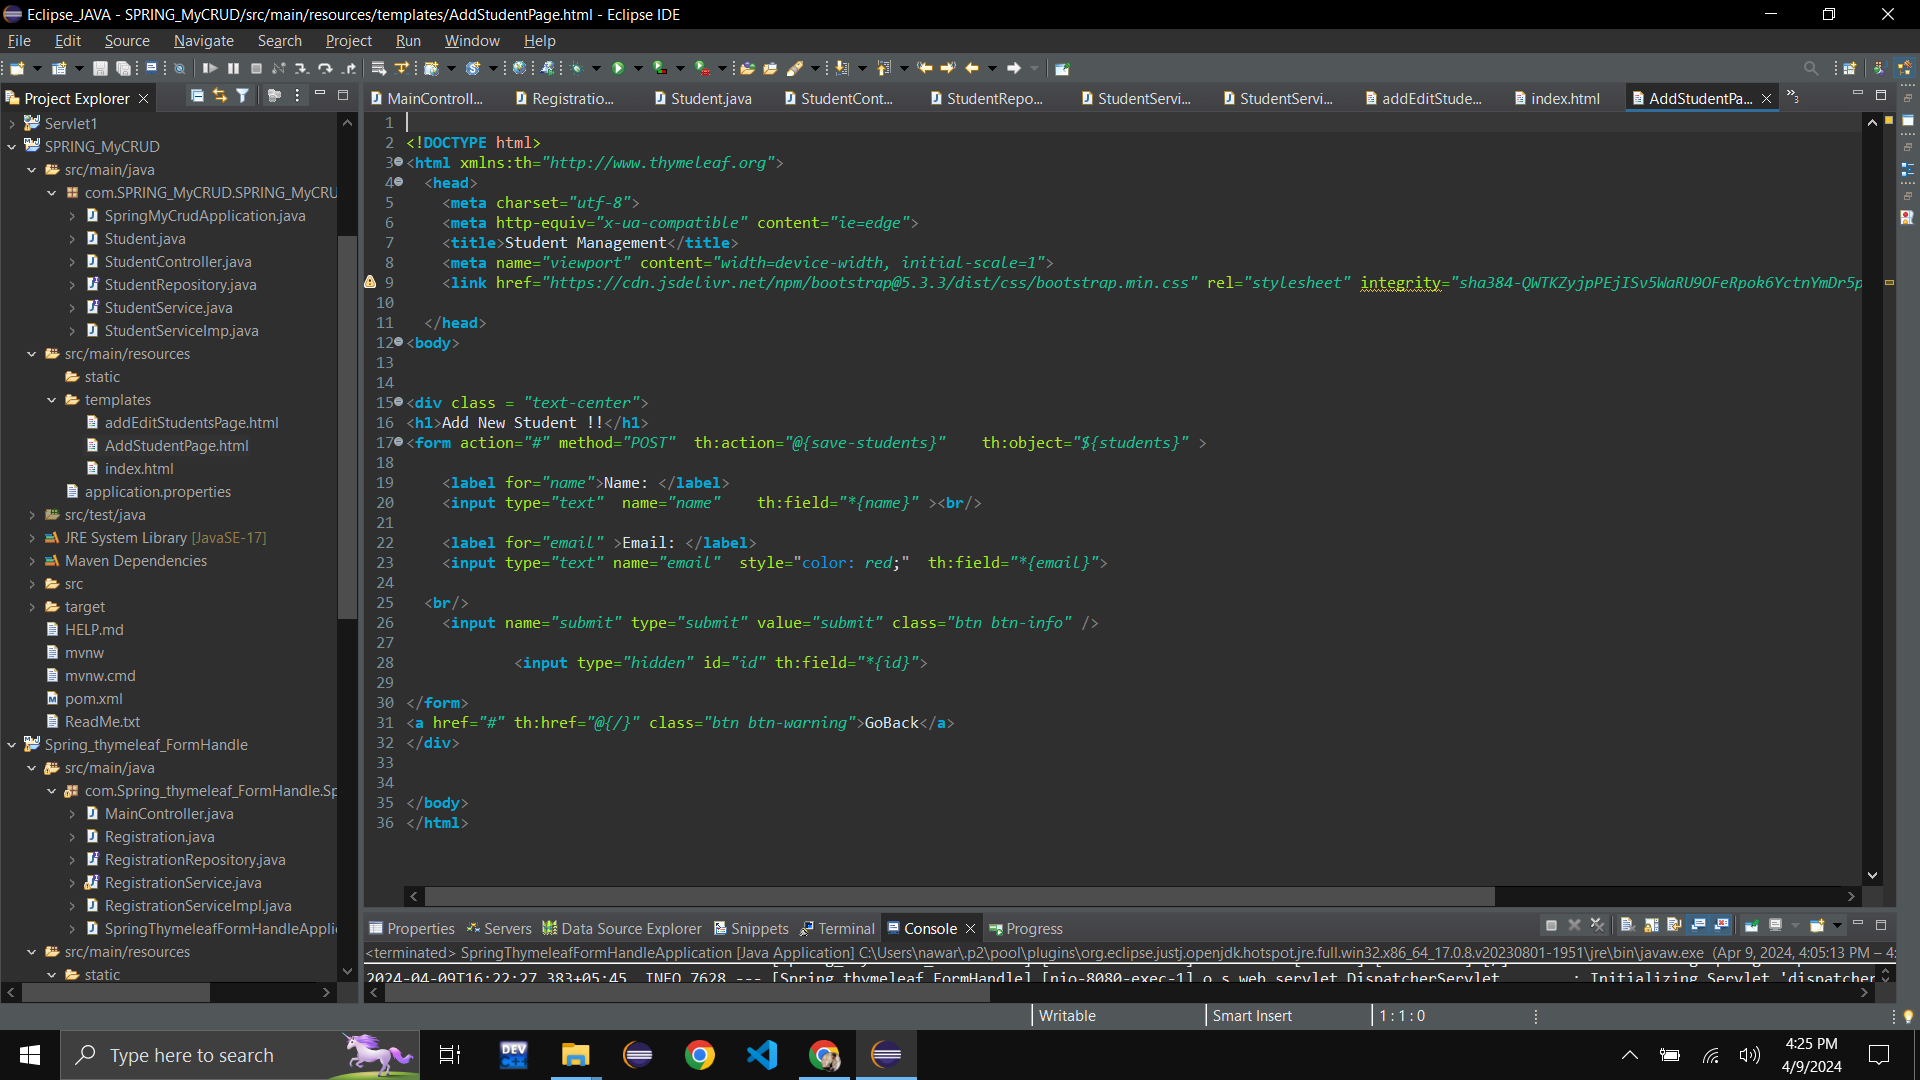 Eclipse_JAVA - SPRING_MyCRUD/src/main/resources/templates/AddStudentPage.html - Eclipse IDE
File Edit Source Navigate Search Project Run Window Help
Project Explorer
Servlet1
SPRING_MyCRUD
src/main/java
com.SPRING_MyCRUD.SPRING_MyCRU
SpringMyCrudApplication.java
Student.java
StudentController.java
StudentRepository.java
StudentService.java
StudentServiceImp.java
src/main/resources
static
templates
addEditStudentsPage.html
AddStudentPage.html
index.html
application.properties
src/test/java
JRE System Library [JavaSE-17]
Maven Dependencies
src
target
HELP.md
mvnw
mvnw.cmd
pom.xml
ReadMe.txt
Spring_thymeleaf_FormHandle
src/main/java
com.Spring_thymeleaf_FormHandle.Sp
MainController.java
Registration.java
RegistrationRepository.java
RegistrationService.java
RegistrationServiceImpl.java
SpringThymeleafFormHandleAppli
src/main/resources
static
MainControll... Registratio... Student.java StudentCont... StudentRepo... StudentServi... StudentServi... addEditStude... index.html AddStudentPa... 3
1
2 <!DOCTYPE html>
3 <html xmlns:th="http://www.thymeleaf.org">
4 <head>
5 <meta charset="utf-8">
6 <meta http-equiv="x-ua-compatible" content="ie=edge">
7 <title>Student Management</title>
8 <meta name="viewport" content="width=device-width, initial-scale=1">
9 <link href="https://cdn.jsdelivr.net/npm/bootstrap@5.3.3/dist/css/bootstrap.min.css" rel="stylesheet" integrity="sha384-QWTKZyjpPEjISv5WaRU9OFeRpok6YctnYmDr5p
10
11 </head>
12 <body>
13
14
15 <div class = "text-center">
16 <h1>Add New Student !!</h1>
17 <form action="#" method="POST" th:action="@{save-students}" th:object="${students}" >
18
19 <label for="name">Name: </label>
20 <input type="text" name="name" th:field="*{name}" ><br/>
21
22 <label for="email" >Email: </label>
23 <input type="text" name="email" style="color: red;" th:field="*{email}">
24
25 <br/>
26 <input name="submit" type="submit" value="submit" class="btn btn-info" />
27
28 <input type="hidden" id="id" th:field="*{id}">
29
30 </form>
31 <a href="#" th:href="@{/}" class="btn btn-warning">GoBack</a>
32 </div>
33
34
35 </body>
36 </html>
Properties Servers Data Source Explorer Snippets Terminal Console Progress
<terminated> SpringThymeleafFormHandleApplication [Java Application] C:\Users\nawar\.p2\pool\plugins\org.eclipse.justj.openjdk.hotspot.jre.full.win32.x86_64_17.0.8.v20230801-1951\jre\bin\javaw.exe (Apr 9, 2024, 4:05:13 PM – 4:
2024-04-09T16:22:27.383+05:45 INFO 7628 --- [Spring_thymeleaf_FormHandle] [nio-8080-exec-1] o.s.web.servlet.DispatcherServlet : Initializing Servlet 'dispatcher
Writable Smart Insert 1 : 1 : 0
Type here to search
DEV
4:25 PM
4/9/2024